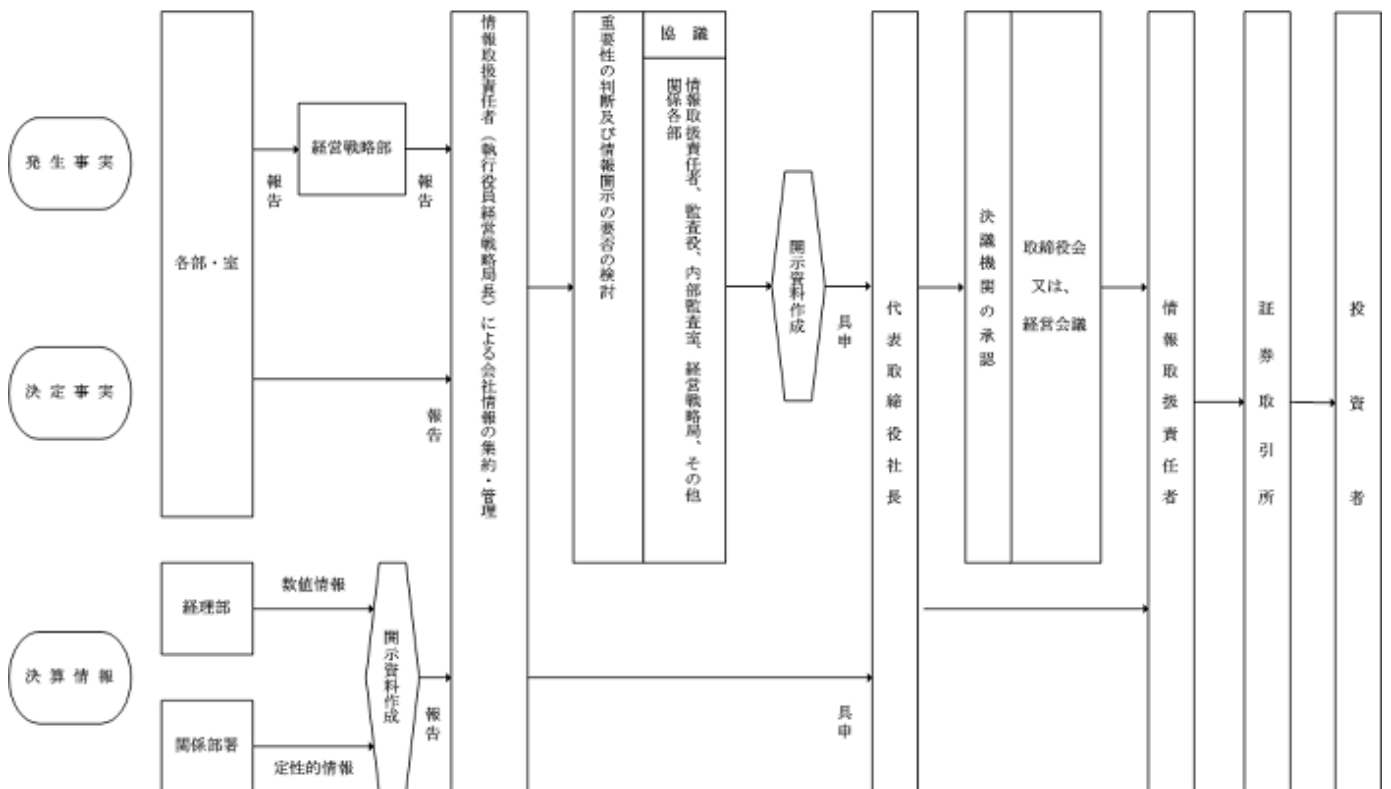 発生事実
決定事実
決算情報
各部・室
報告
経営戦略部
報告
報告
経理部
関係部署
数値情報
定性的情報
開示資料作成
報告
情報取扱責任者（執行役員経営戦略局長）による会社情報の集約・管理
重要性の判断及び情報開示の要否の検討
協議
情報取扱責任者、監査役、内部監査室、経営戦略局、その他
関係各部
開示資料作成
具申
具申
代表取締役社長
決議機関の承認
取締役会
又は、
経営会議
情報取扱責任者
証券取引所
投資者